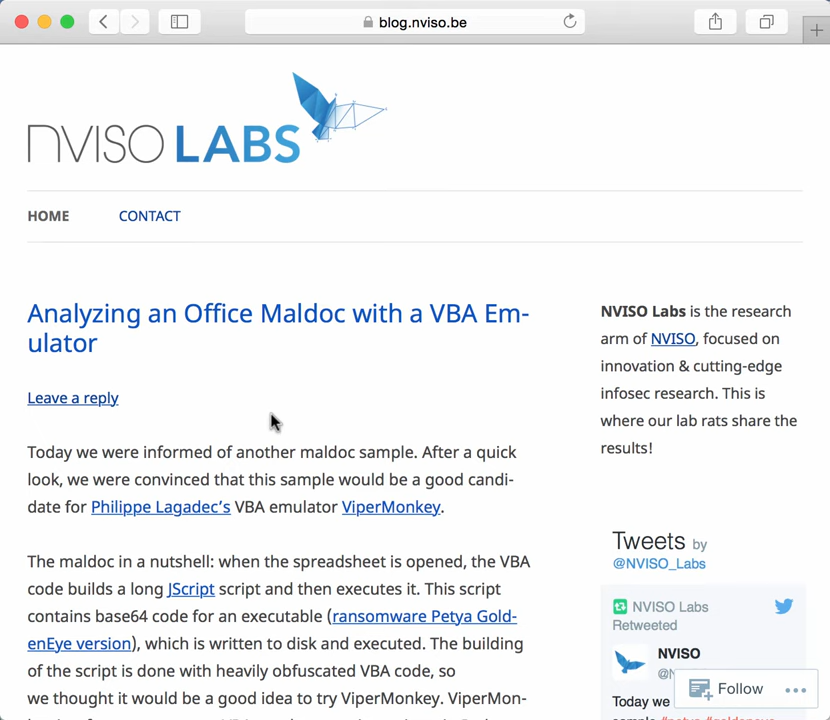 blog.nviso.be
NVISO LABS
HOME CONTACT
Analyzing an Office Maldoc with a VBA Em-
ulator
Leave a reply
Today we were informed of another maldoc sample. After a quick
look, we were convinced that this sample would be a good candi-
date for Philippe Lagadec’s VBA emulator ViperMonkey.
The maldoc in a nutshell: when the spreadsheet is opened, the VBA
code builds a long JScript script and then executes it. This script
contains base64 code for an executable (ransomware Petya Gold-
enEye version), which is written to disk and executed. The building
of the script is done with heavily obfuscated VBA code, so
we thought it would be a good idea to try ViperMonkey. ViperMon-
NVISO Labs is the research
arm of NVISO, focused on
innovation & cutting-edge
infosec research. This is
where our lab rats share the
results!
Tweets by
@NVISO_Labs
NVISO Labs
Retweeted
NVISO
Today we
Follow